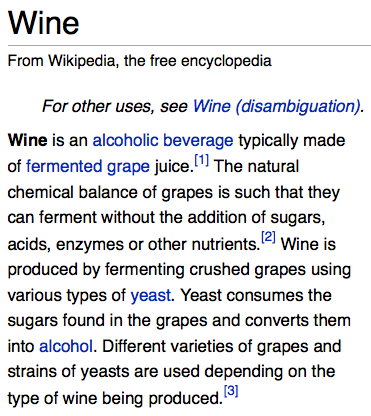 Wine
From Wikipedia, the free encyclopedia
For other uses, see Wine (disambiguation).
Wine is an alcoholic beverage typically made
of fermented grape juice.[1] The natural
chemical balance of grapes is such that they
can ferment without the addition of sugars,
acids, enzymes or other nutrients.[2] Wine is
produced by fermenting crushed grapes using
various types of yeast. Yeast consumes the
sugars found in the grapes and converts them
into alcohol. Different varieties of grapes and
strains of yeasts are used depending on the
type of wine being produced.[3]